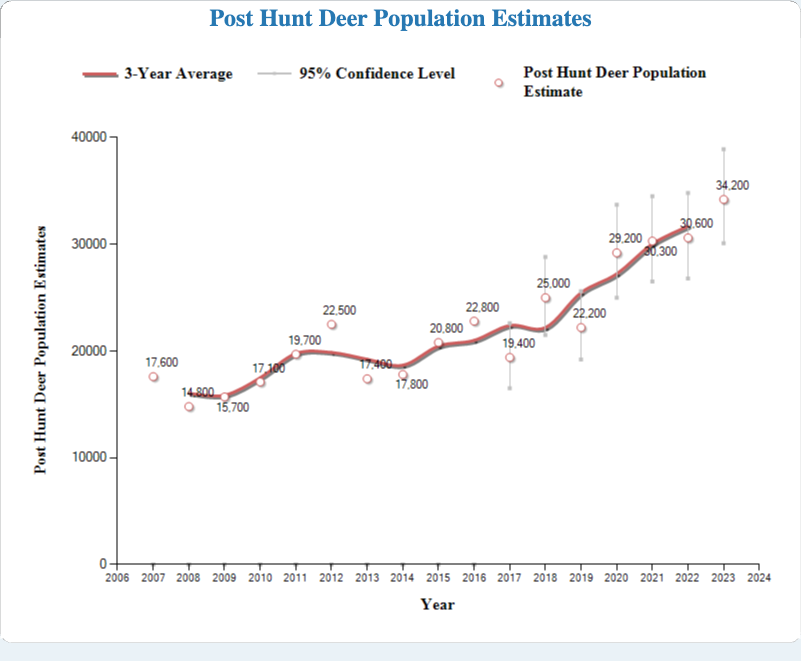 Post Hunt Deer Population Estimates
3-Year Average
95% Confidence Level
Post Hunt Deer Population
Estimate
Post Hunt Deer Population Estimates
40000
30000
20000
10000
0
17,600
14,800
15,700
17,100
19,700
22,500
17,400
17,800
20,800
22,800
19,400
25,000
22,200
29,200
30,300
30,600
34,200
2006 2007 2008 2009 2010 2011 2012 2013 2014 2015 2016 2017 2018 2019 2020 2021 2022 2023 2024
Year